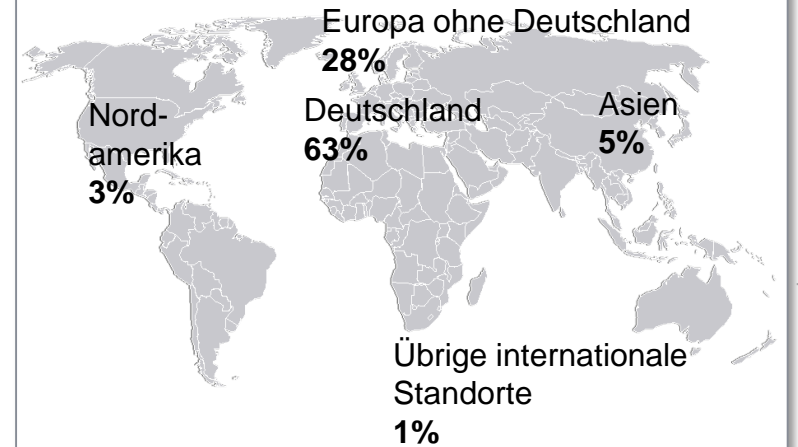 Europa ohne Deutschland
28%
Deutschland
63%
Asien
5%
Nord-
amerika
3%
Übrige internationale
Standorte
1%